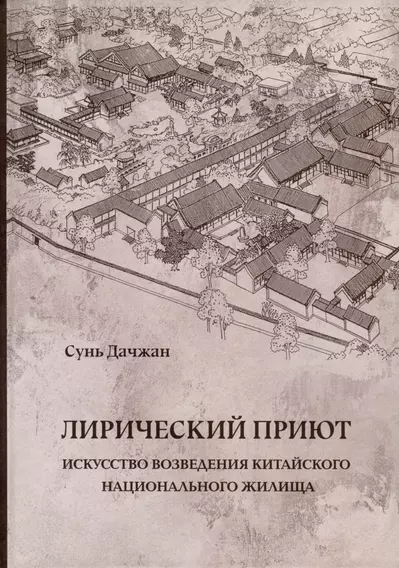 Сунь Дачжан
ЛИРИЧЕСКИЙ ПРИЮТ
ИСКУССТВО ВОЗВЕДЕНИЯ КИТАЙСКОГО
НАЦИОНАЛЬНОГО ЖИЛИЩА